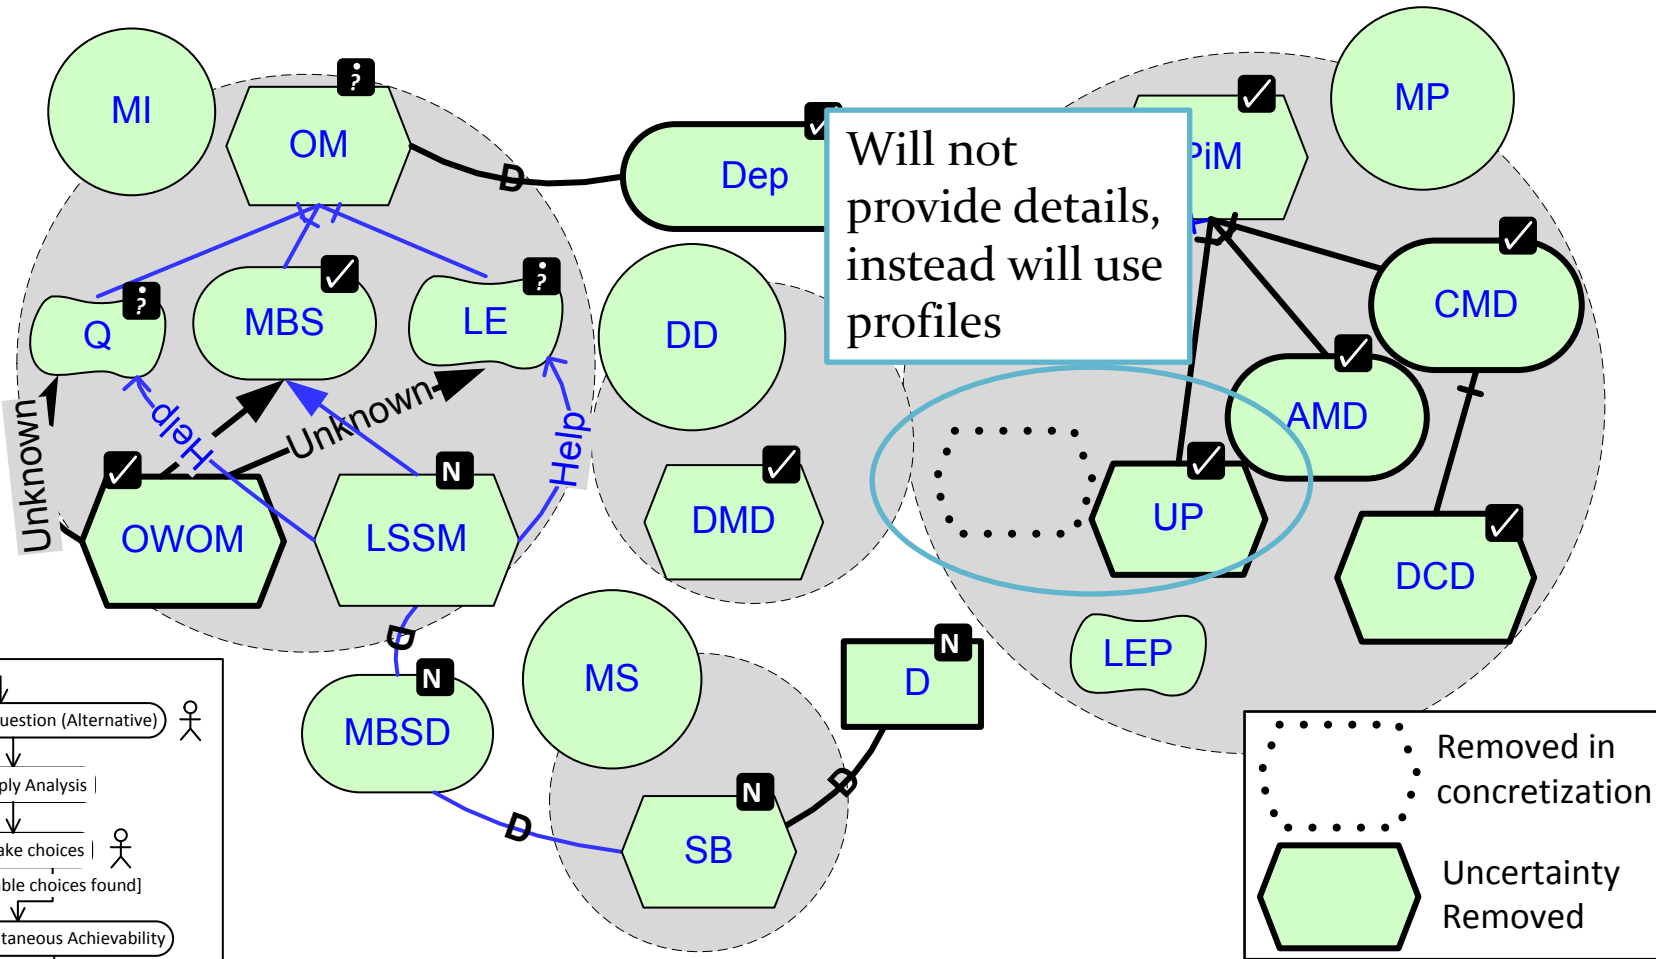 MI
?
OM
D
Dep
Will not
provide details,
instead will use
profiles
PiM
MP
?
Q
MBS
?
LE
DD
CMD
AMD
Unknown
Help
Unknown
Help
OWOM
N
LSSM
DMD
UP
DCD
D
N
MBSD
MS
N
D
LEP
D
D
N
SB
uestion (Alternative)
ply Analysis
ake choices
ble choices found]
taneous Achievability
Removed in
concretization
Uncertainty
Removed